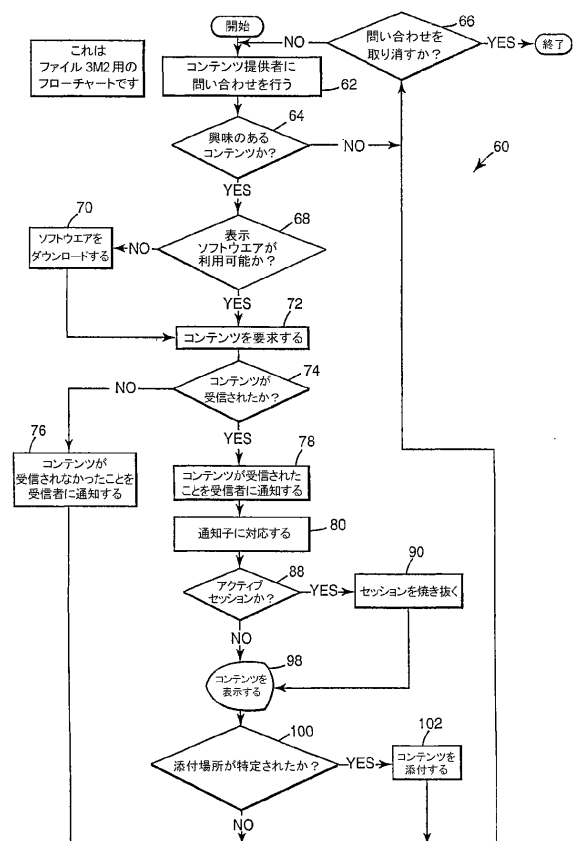 開始
66
問い合わせを
取り消すか？
NO
YES
終了
これは
ファイル 3M2 用の
フローチャートです
コンテンツ提供者に
問い合わせを行う
62
64
興味のある
コンテンツか？
NO
60
YES
70
ソフトウエアを
ダウンロードする
NO
68
表示
ソフトウエアが
利用可能か？
YES
72
コンテンツを要求する
74
コンテンツが
受信されたか？
NO
YES
76
コンテンツが
受信されなかったことを
受信者に通知する
78
コンテンツが受信された
ことを受信者に通知する
80
通知子に対応する
88
アクティブ
セッションか？
YES
90
セッションを焼き抜く
NO
98
コンテンツを
表示する
100
添付場所が特定されたか？
YES
102
コンテンツを
添付する
NO